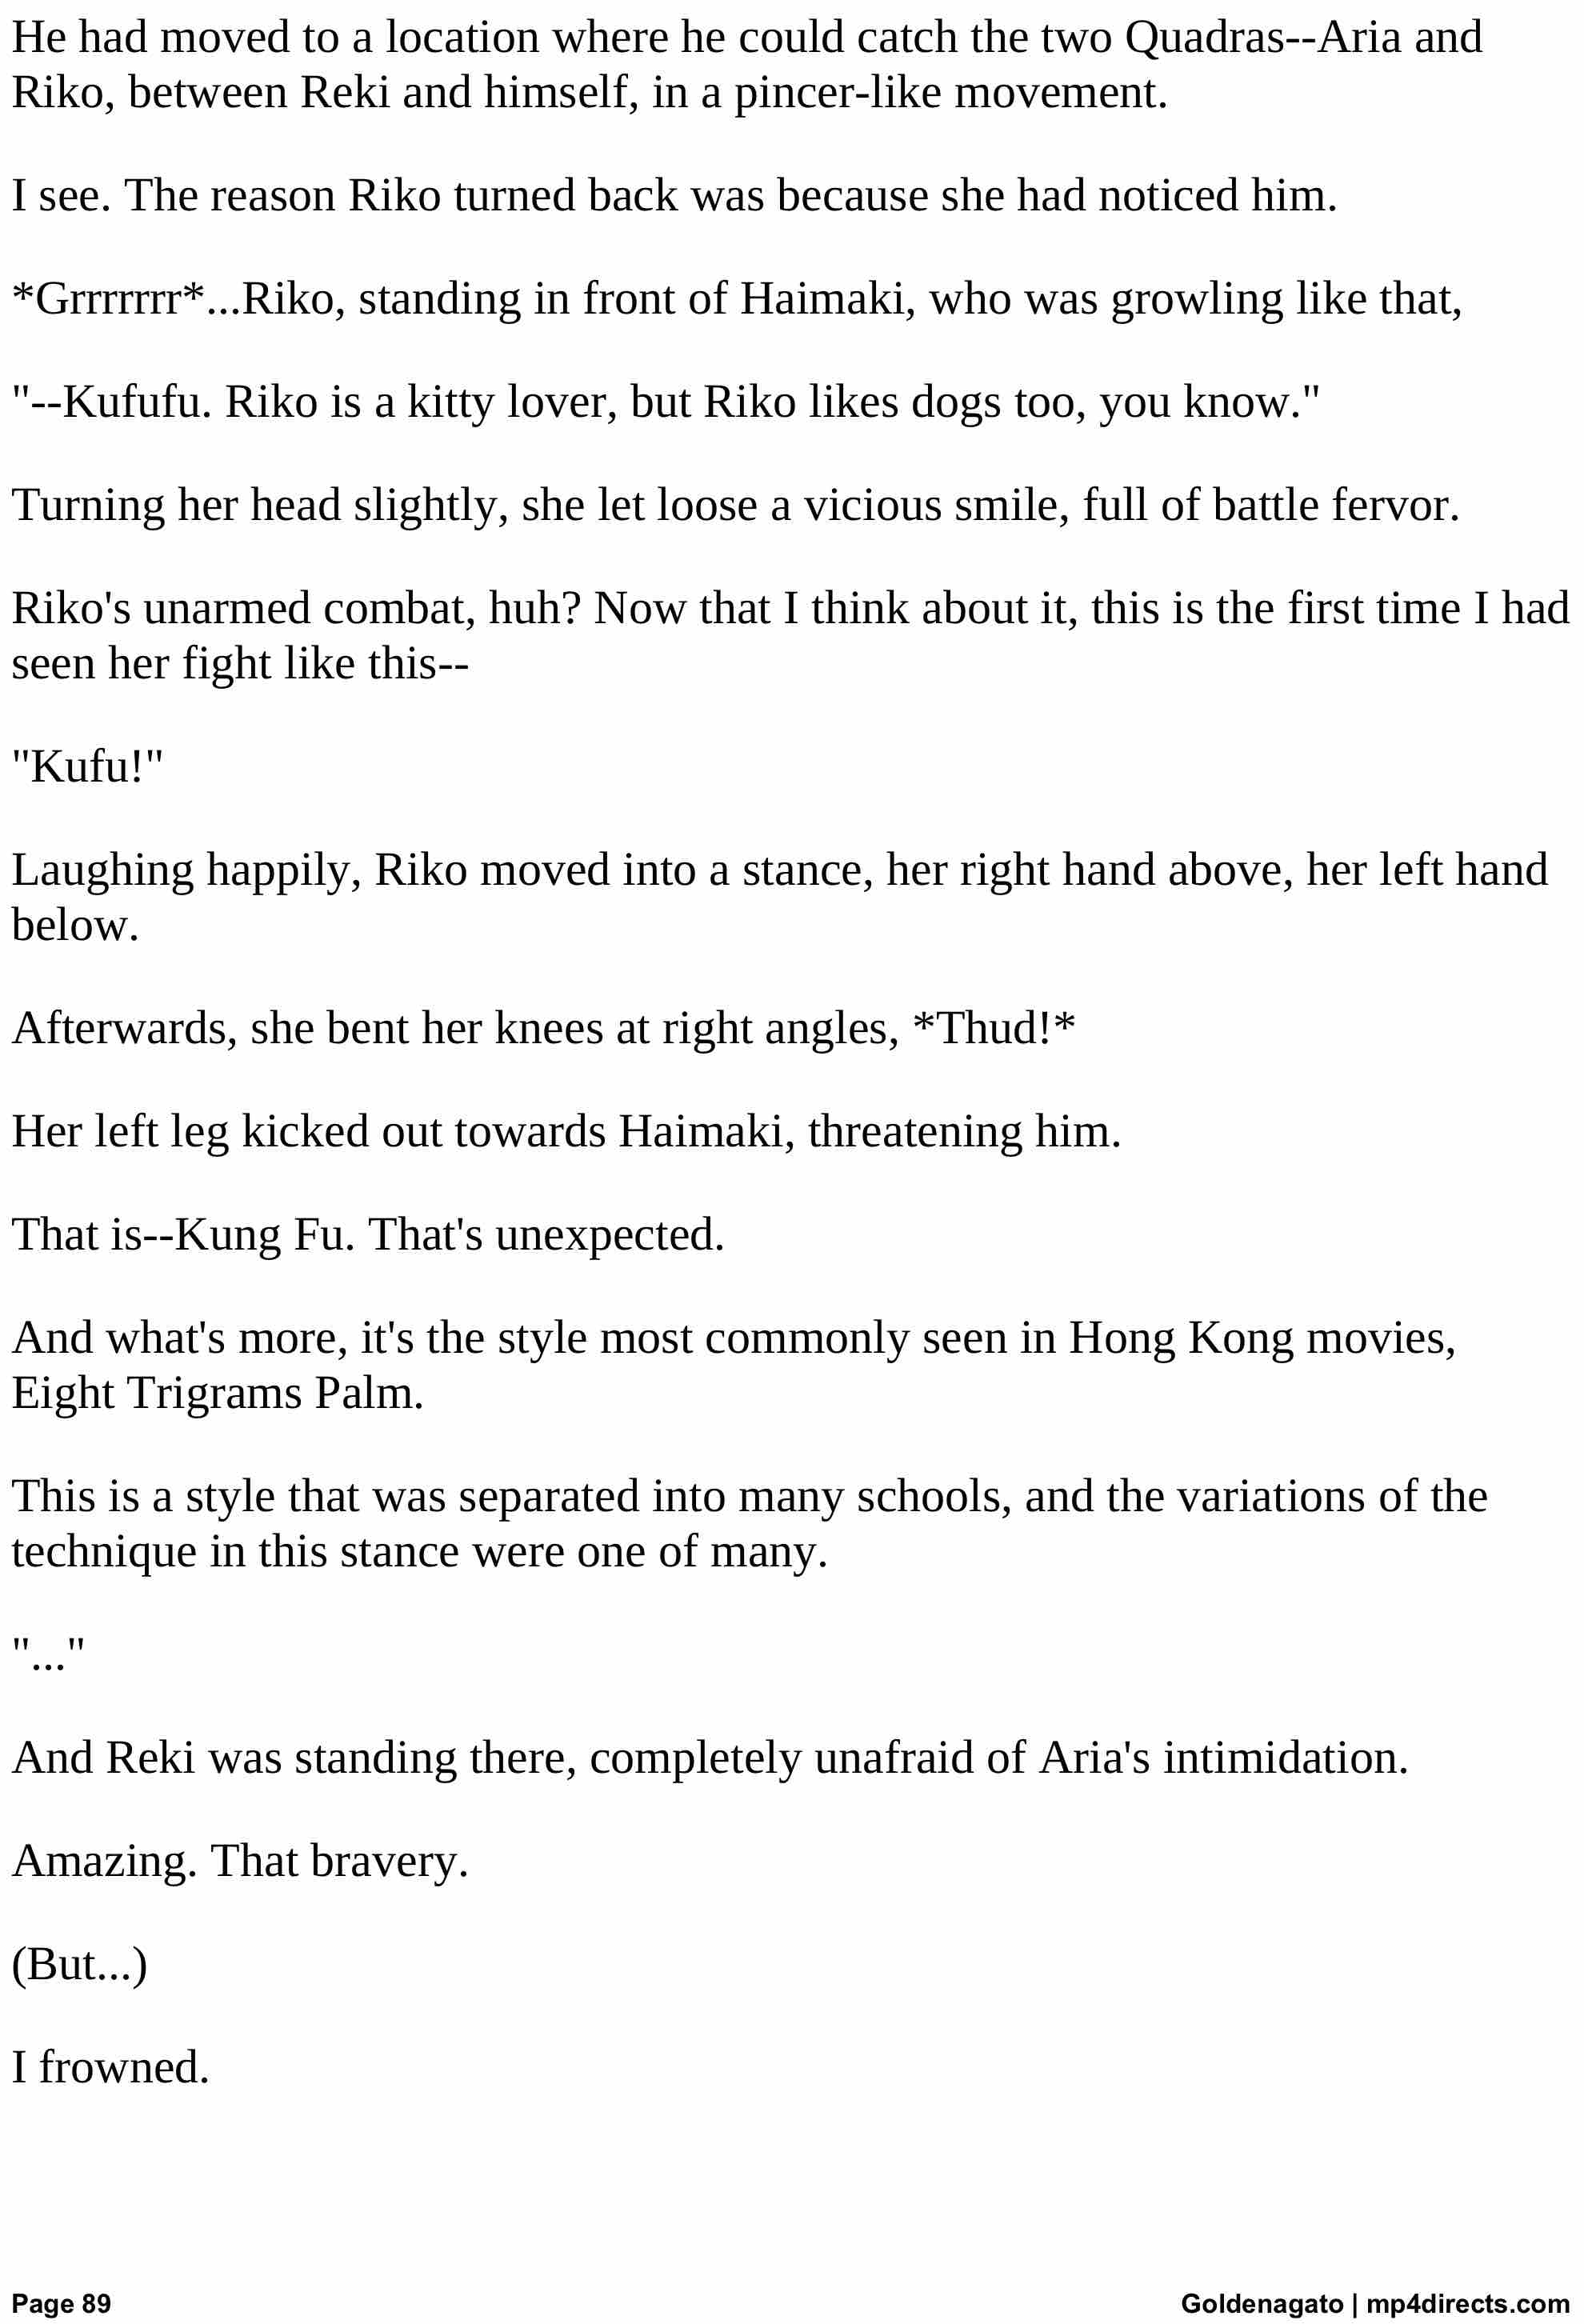 He had moved to a location where he could catch the two Quadras--Aria and
Riko, between Reki and himself, in a pincer-like movement.
I see. The reason Riko turned back was because she had noticed him.
*Grrrrrrr*...Riko, standing in front of Haimaki, who was growling like that,
"--Kufufu. Riko is a kitty lover, but Riko likes dogs too, you know."
Turning her head slightly, she let loose a vicious smile, full of battle fervor.
Riko's unarmed combat, huh? Now that I think about it, this is the first time I had
seen her fight like this--
"Kufu!"
Laughing happily, Riko moved into a stance, her right hand above, her left hand
below.
Afterwards, she bent her knees at right angles, *Thud!*
Her left leg kicked out towards Haimaki, threatening him.
That is--Kung Fu. That's unexpected.
And what's more, it's the style most commonly seen in Hong Kong movies,
Eight Trigrams Palm.
This is a style that was separated into many schools, and the variations of the
technique in this stance were one of many.
"..."
And Reki was standing there, completely unafraid of Aria's intimidation.
Amazing. That bravery.
(But...)
I frowned.
Page 89
Goldenagato | mp4directs.com